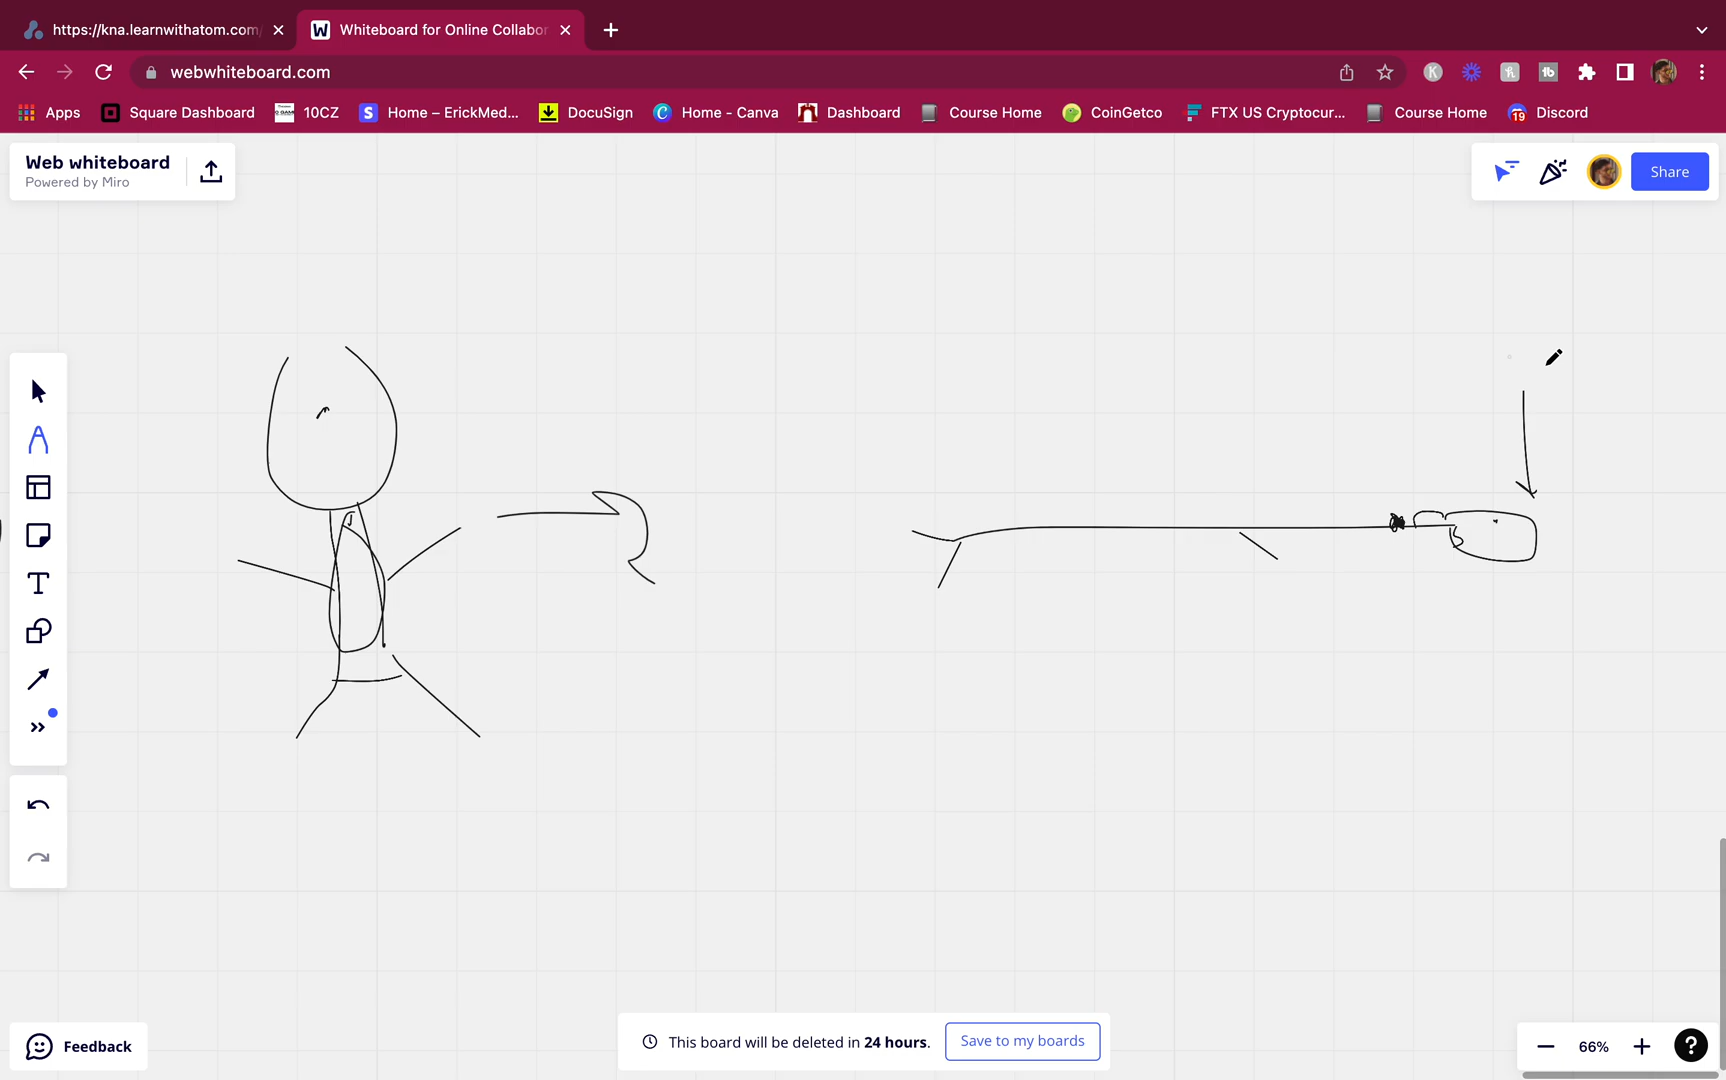 https://kna.learnwithatom.com/
Whiteboard for Online Collabor
webwhiteboard.com
Apps
Square Dashboard
10CZ
Home – ErickMed...
DocuSign
Home - Canva
Dashboard
Course Home
CoinGetco
FTX US Cryptocur...
Course Home
19
Discord
Web whiteboard
Powered by Miro
Share
Feedback
This board will be deleted in 24 hours.
Save to my boards
66%